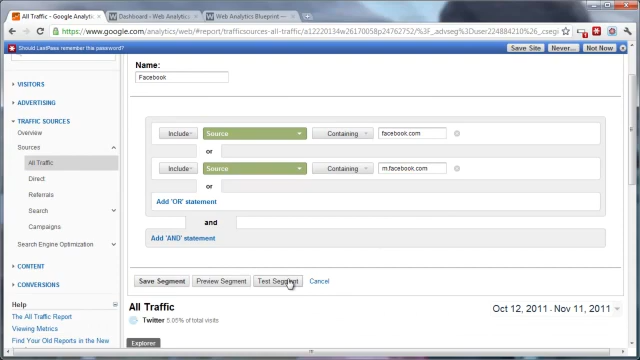 All Traffic - Google Analytics
Dashboard - Web Analytics
Web Analytics Blueprint
https://www.google.com/analytics/web/#report/trafficsources-all-traffic/a12220134w26170058p24762752/%3F_advseg%3Duser224884210%26_csegi
Should LastPass remember this password?
Save Site
Never...
Not Now
VISITORS
ADVERTISING
TRAFFIC SOURCES
Overview
Sources
All Traffic
Direct
Referrals
Search
Campaigns
Search Engine Optimization
CONTENT
CONVERSIONS
Help
The All Traffic Report
Viewing Metrics
Find Your Old Reports in the New
Name:
Facebook
Include Source Containing facebook.com
or
Include Source Containing m.facebook.com
or
Add 'OR' statement
and
Add 'AND' statement
Save Segment Preview Segment Test Segment Cancel
All Traffic
Oct 12, 2011 - Nov 11, 2011
Twitter 5.05% of total visits
Explorer